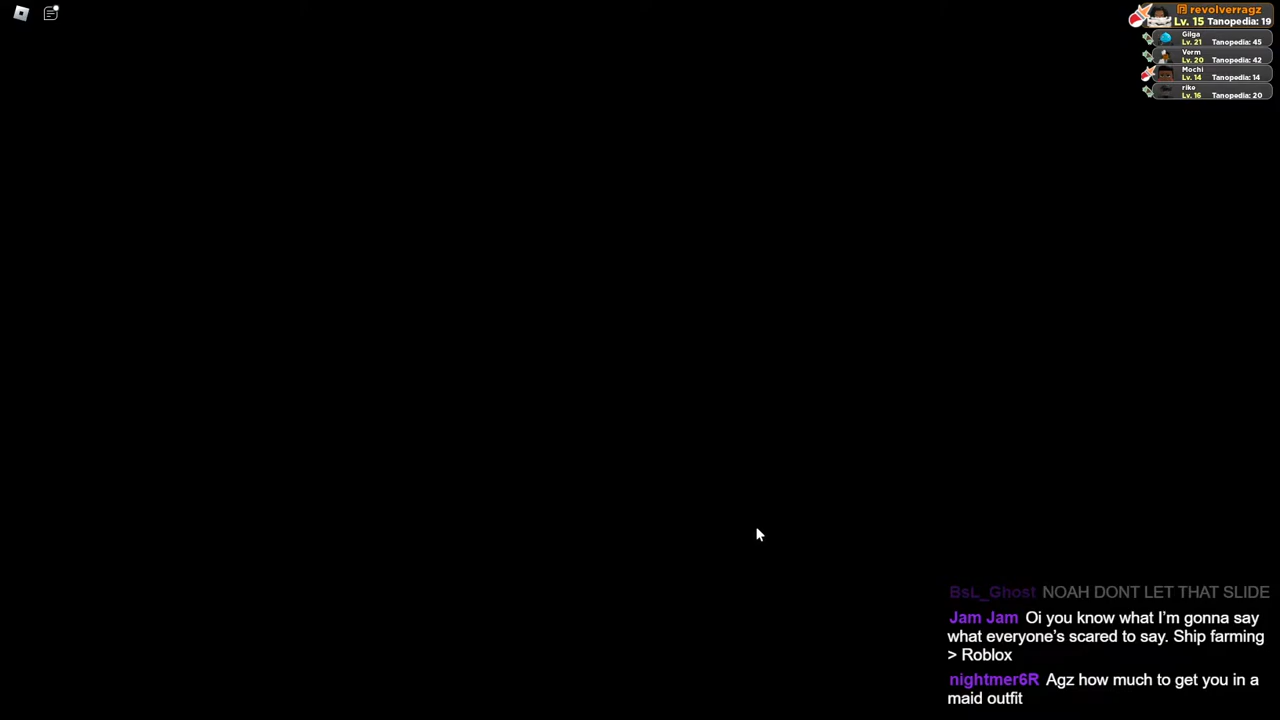 revolverragz
Lv. 15 Tanopedia: 19
Gilga
Lv. 21 Tanopedia: 45
Verm
Lv. 20 Tanopedia: 42
Mochi
Lv. 14 Tanopedia: 14
rike
Lv. 16 Tanopedia: 20
BsL_Ghost NOAH DONT LET THAT SLIDE
Jam Jam Oi you know what I’m gonna say
what everyone’s scared to say. Ship farming
> Roblox
nightmer6R Agz how much to get you in a
maid outfit